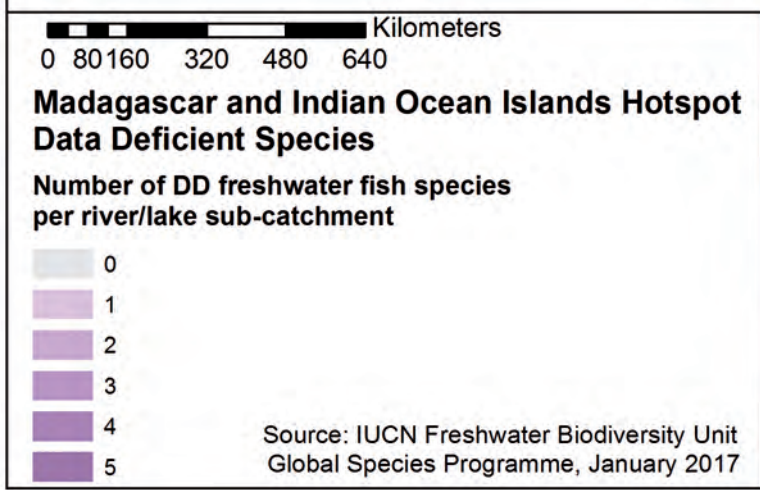 Kilometers
0 80 160 320 480 640
Madagascar and Indian Ocean Islands Hotspot
Data Deficient Species
Number of DD freshwater fish species
per river/lake sub-catchment
0
1
2
3
4
5
Source: IUCN Freshwater Biodiversity Unit
Global Species Programme, January 2017